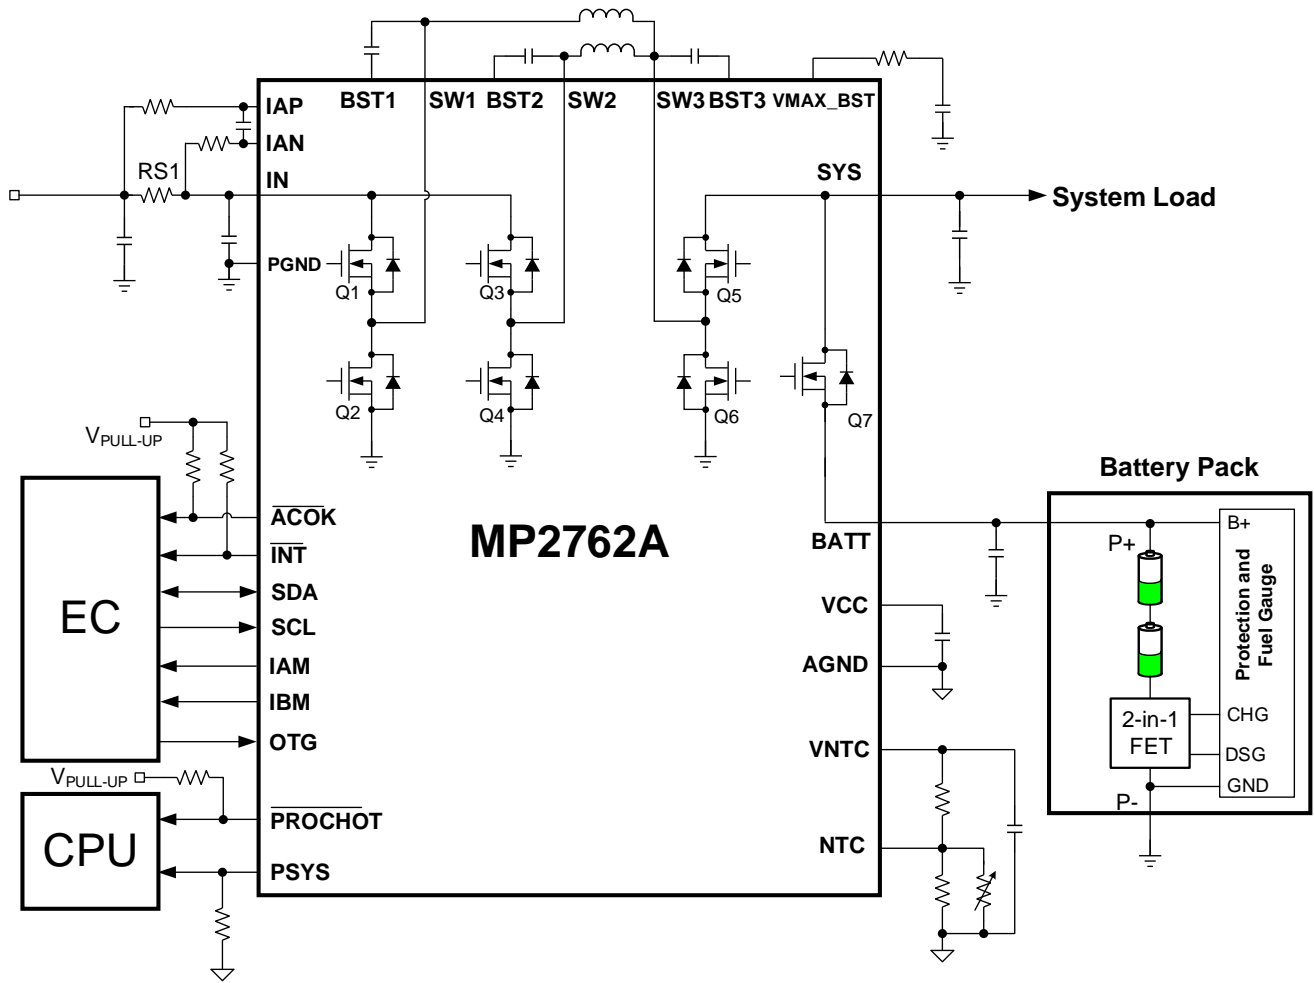 BST1
SW1
BST2
SW2
SW3
BST3
VMAX_BST
IAP
IAN
RS1
IN
SYS
System Load
PGND
Q1
Q3
Q5
Q2
Q4
Q6
Q7
VPULL-UP
Battery Pack
ACOK
MP2762A
BATT
B+
P+
INT
EC
SDA
SCL
IAM
IBM
OTG
VCC
AGND
Protection and
Fuel Gauge
2-in-1
FET
CHG
DSG
GND
P-
VNTC
NTC
VPULL-UP
CPU
PROCHOT
PSYS